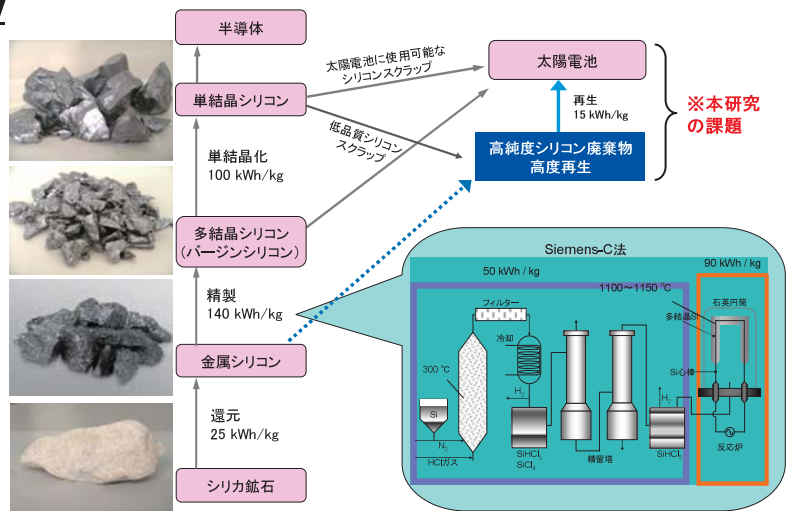 半導体
太陽電池に使用可能な
シリコンスクラップ
太陽電池
単結晶シリコン
再生
15 kWh/kg
※本研究
の課題
低品質シリコン
スクラップ
高純度シリコン廃棄物
高度再生
単結晶化
100 kWh/kg
多結晶シリコン
(バージンシリコン)
精製
140 kWh/kg
金属シリコン
還元
25 kWh/kg
シリカ鉱石
Siemens-C法
50 kWh / kg
90 kWh / kg
1100〜1150 ℃
石英円筒
多結晶Si
フィルター
冷却
300 ℃
Si心棒
H2
H2
Si
N2
HClガス
SiHCl3
SiCl4
精留塔
SiHCl3
反応炉